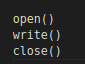 open()
write()
close()